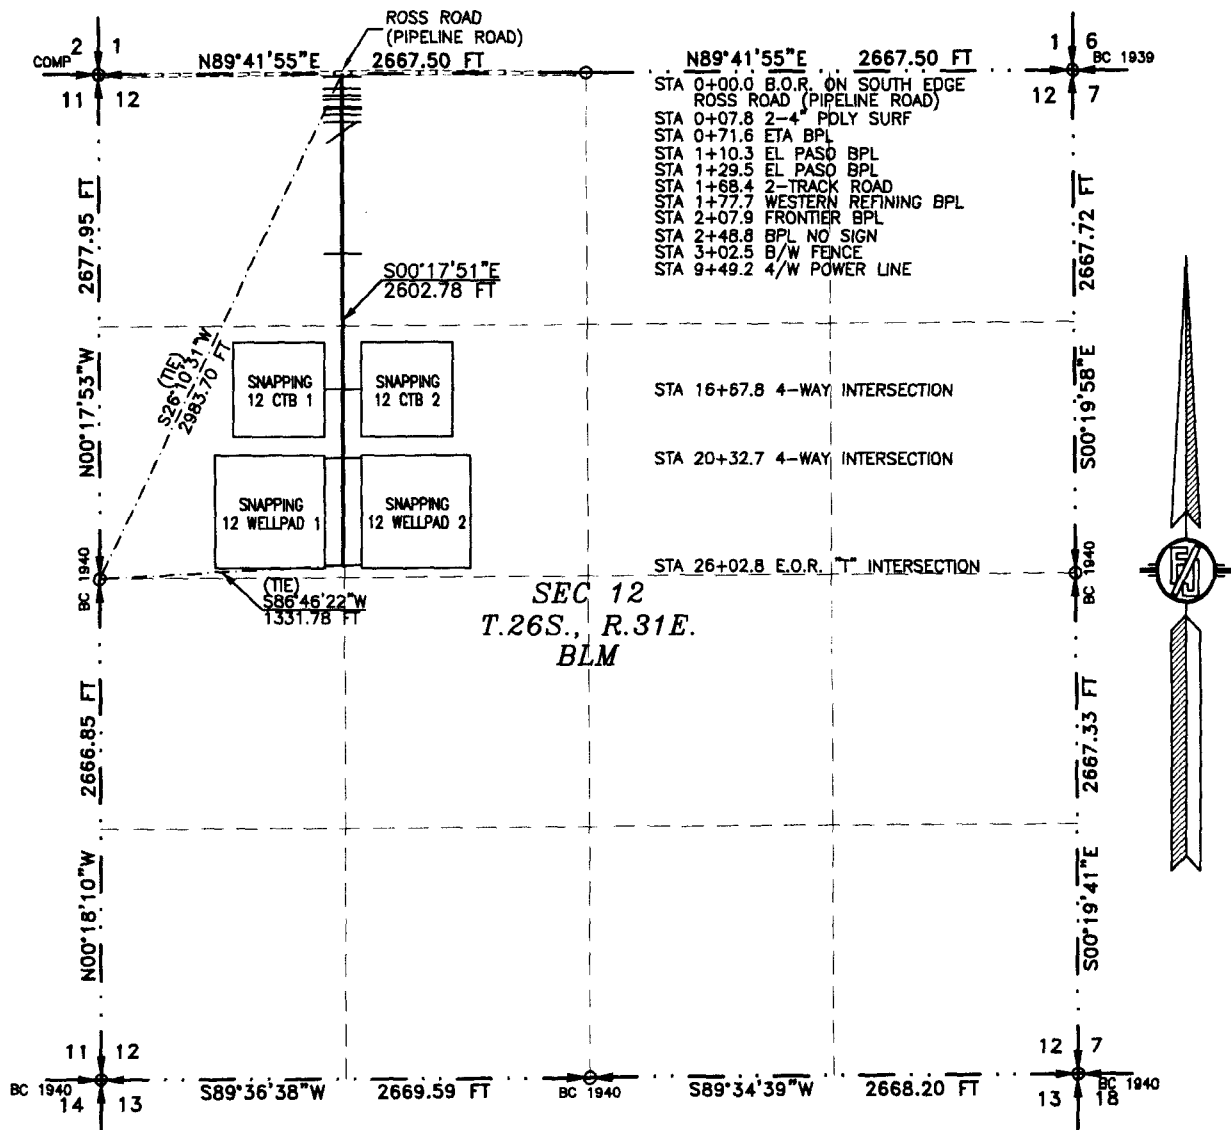 ROSS ROAD
(PIPELINE ROAD)
2 1
COMP
11 12
N89°41'55"E 2667.50 FT
N89°41'55"E 2667.50 FT
1 6
BC 1939
12 7
STA 0+00.0 B.O.R. ON SOUTH EDGE
ROSS ROAD (PIPELINE ROAD)
STA 0+07.8 2-4" POLY SURF
STA 0+71.6 ETA BPL
STA 1+10.3 EL PASO BPL
STA 1+29.5 EL PASO BPL
STA 1+68.4 2-TRACK ROAD
STA 1+77.7 WESTERN REFINING BPL
STA 2+07.9 FRONTIER BPL
STA 2+48.8 BPL NO SIGN
STA 3+02.5 B/W FENCE
STA 9+49.2 4/W POWER LINE
N00°17'53"W 2677.95 FT
S00°19'58"E 2667.72 FT
S00°17'51"E
2602.78 FT
(TIE)
S26°10'31"W
2983.70 FT
SNAPPING
12 CTB 1
SNAPPING
12 CTB 2
STA 16+67.8 4-WAY INTERSECTION
STA 20+32.7 4-WAY INTERSECTION
SNAPPING
12 WELLPAD 1
SNAPPING
12 WELLPAD 2
STA 26+02.8 E.O.R. "T" INTERSECTION
BC 1940
BC 1940
(TIE)
S86°46'22"W
1331.78 FT
SEC 12
T.26S., R.31E.
BLM
N00°18'10"W 2666.85 FT
S00°19'41"E 2667.33 FT
11 12
BC 1940
14 13
S89°36'38"W 2669.59 FT
BC 1940
S89°34'39"W 2668.20 FT
12 7
BC 1940
13 18